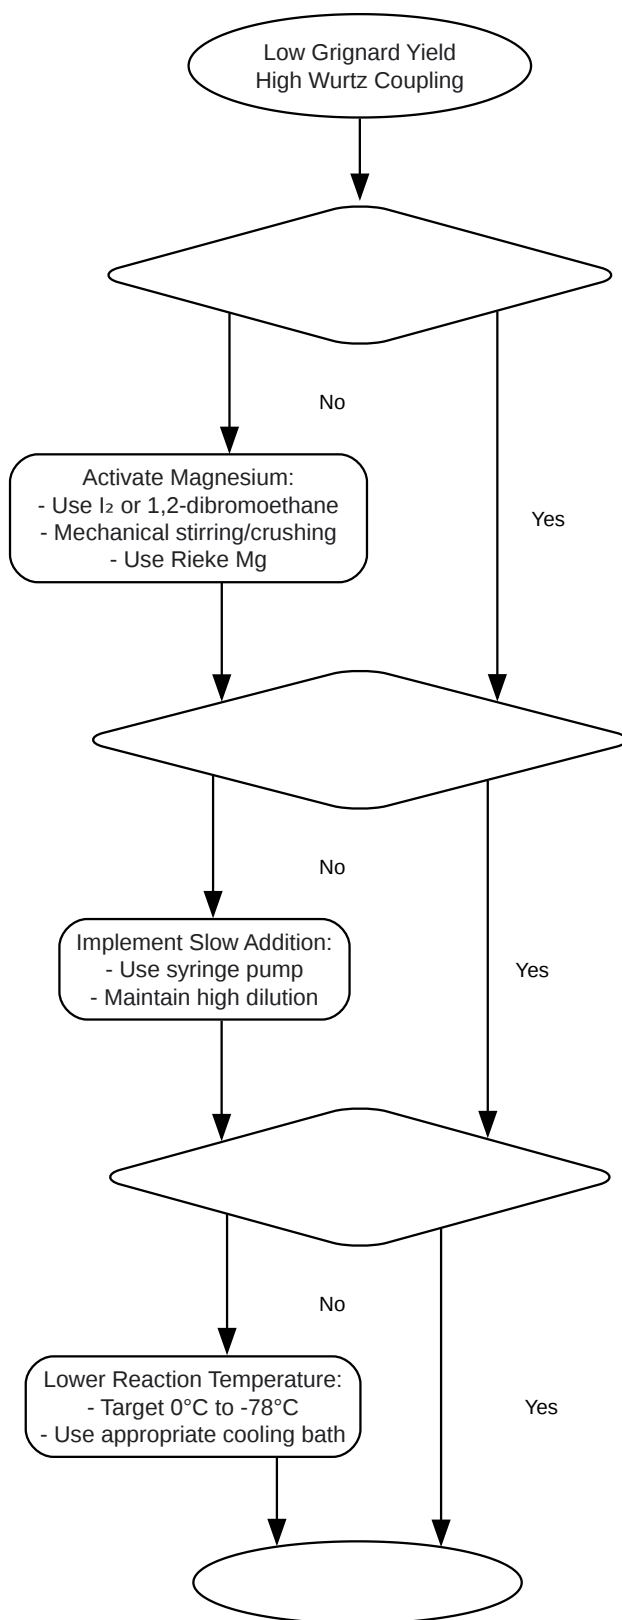 Low Grignard Yield
High Wurtz Coupling
No
Activate Magnesium:
- Use I₂ or 1,2-dibromoethane
- Mechanical stirring/crushing
- Use Rieke Mg
Yes
No
Implement Slow Addition:
- Use syringe pump
- Maintain high dilution
Yes
No
Lower Reaction Temperature:
- Target 0°C to -78°C
- Use appropriate cooling bath
Yes